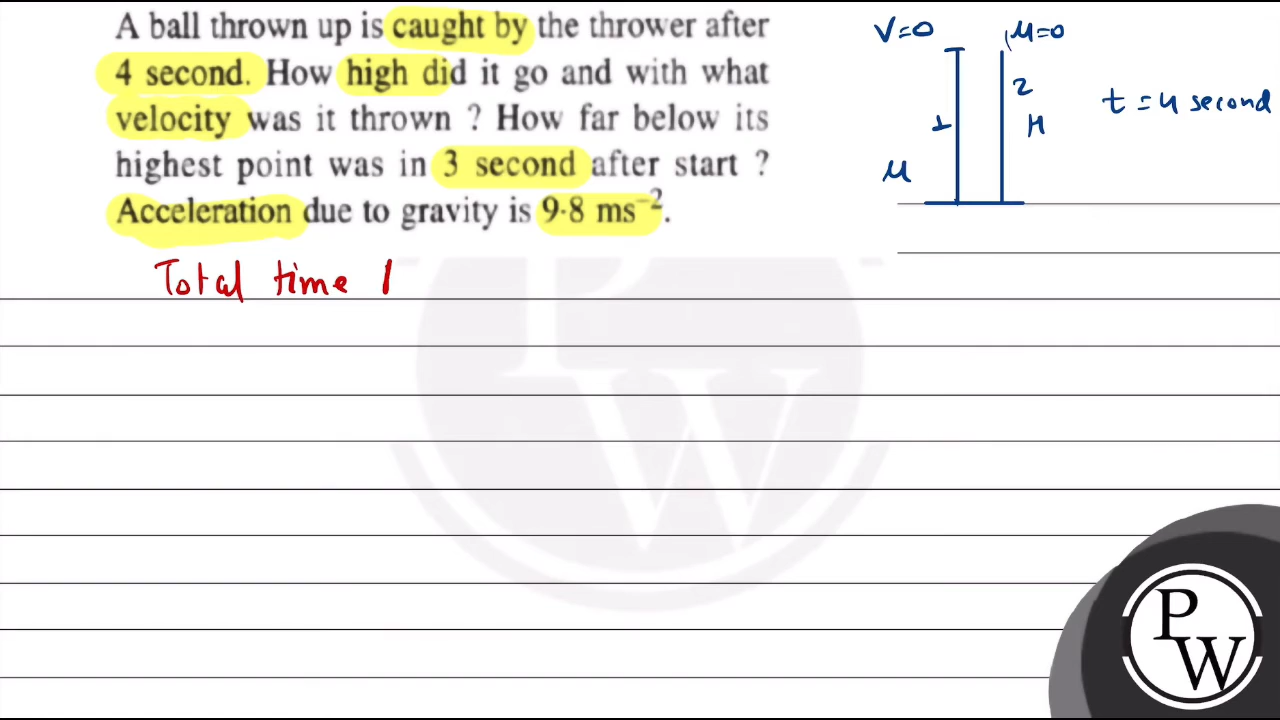 A ball thrown up is caught by the thrower after
4 second. How high did it go and with what
velocity was it thrown ? How far below its
highest point was in 3 second after start ?
Acceleration due to gravity is 9·8 ms⁻².
V=0
μ=0
1
2
H
μ
t = 4 second
Total time
PW
PW